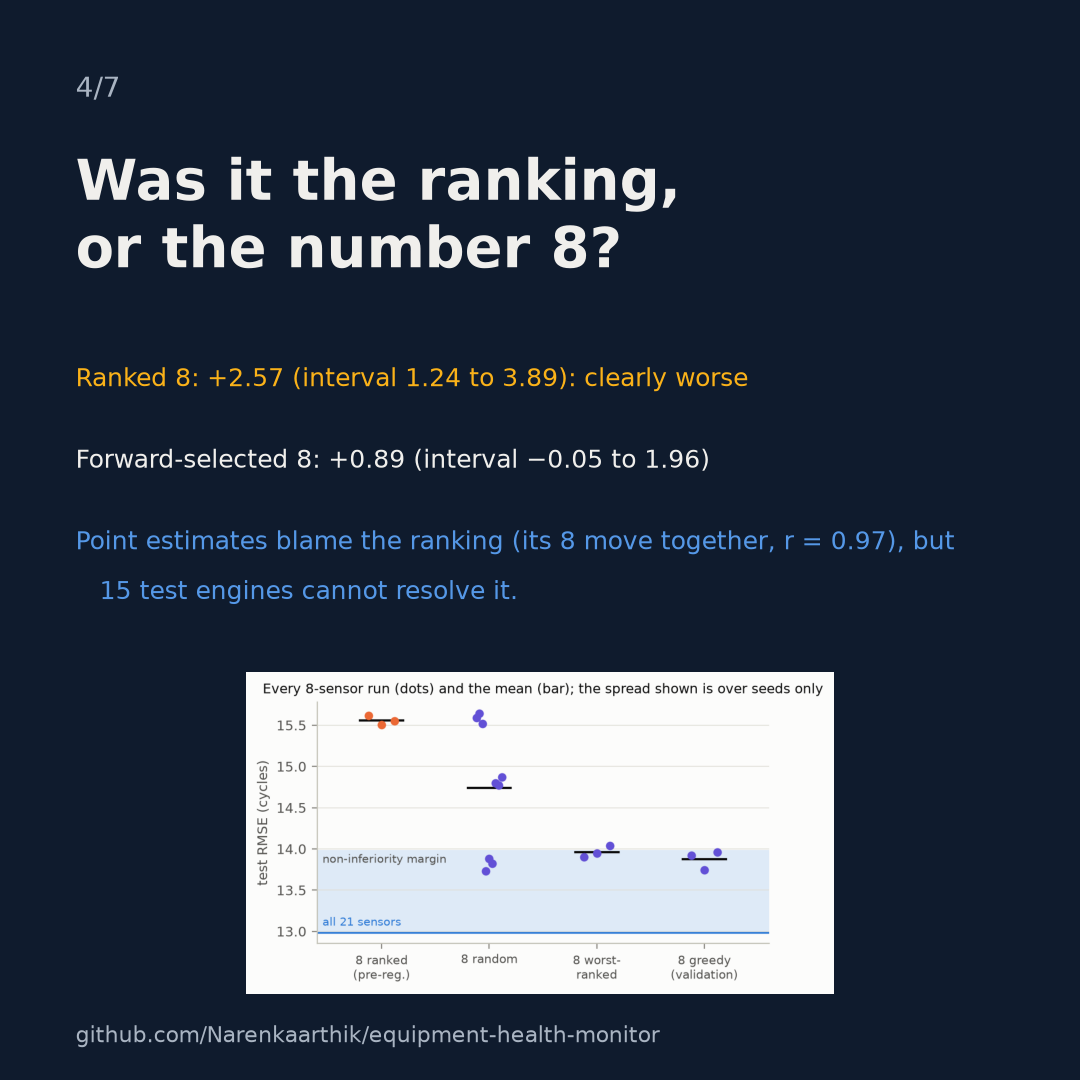 4/7
Was it the ranking,
or the number 8?
Ranked 8: +2.57 (interval 1.24 to 3.89): clearly worse
Forward-selected 8: +0.89 (interval −0.05 to 1.96)
Point estimates blame the ranking (its 8 move together, r = 0.97), but
15 test engines cannot resolve it.
Every 8-sensor run (dots) and the mean (bar); the spread shown is over seeds only
test RMSE (cycles)
15.5
15.0
14.5
14.0
13.5
13.0
non-inferiority margin
all 21 sensors
8 ranked
(pre-reg.)
8 random
8 worst-
ranked
8 greedy
(validation)
github.com/Narenkaarthik/equipment-health-monitor